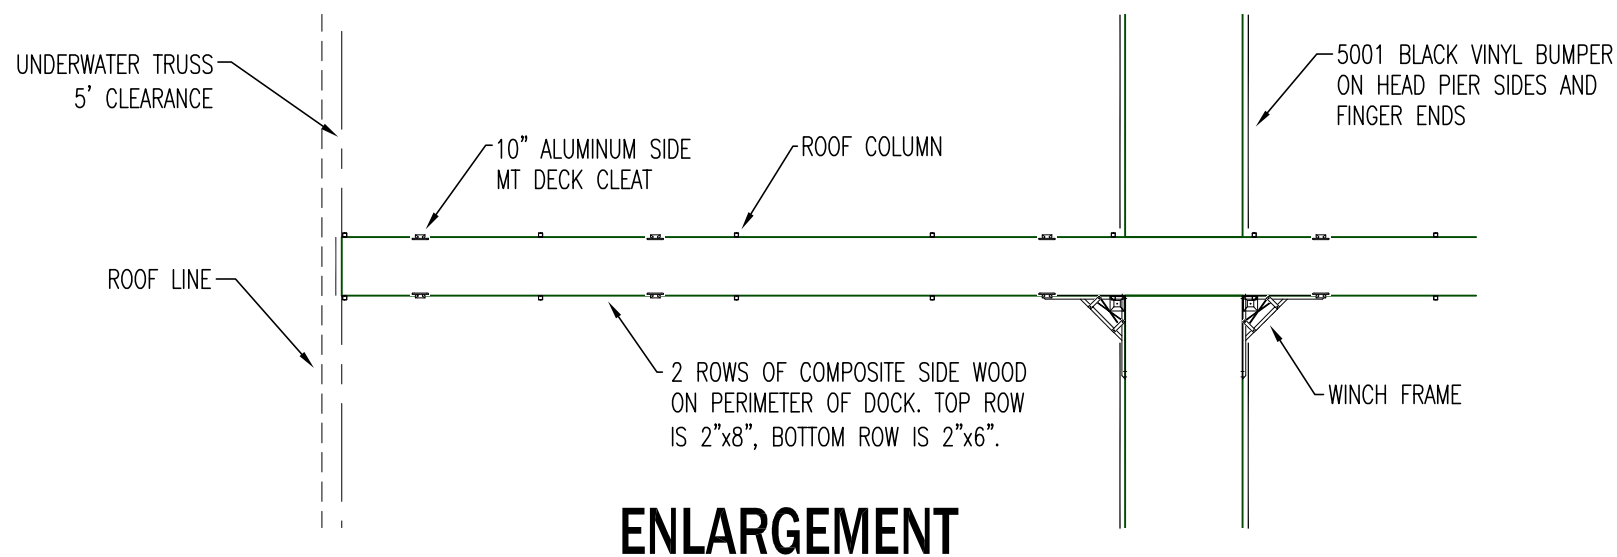 UNDERWATER TRUSS
5' CLEARANCE
10" ALUMINUM SIDE
MT DECK CLEAT
ROOF COLUMN
5001 BLACK VINYL BUMPER
ON HEAD PIER SIDES AND
FINGER ENDS
ROOF LINE
2 ROWS OF COMPOSITE SIDE WOOD
ON PERIMETER OF DOCK. TOP ROW
IS 2"x8", BOTTOM ROW IS 2"x6".
WINCH FRAME
ENLARGEMENT